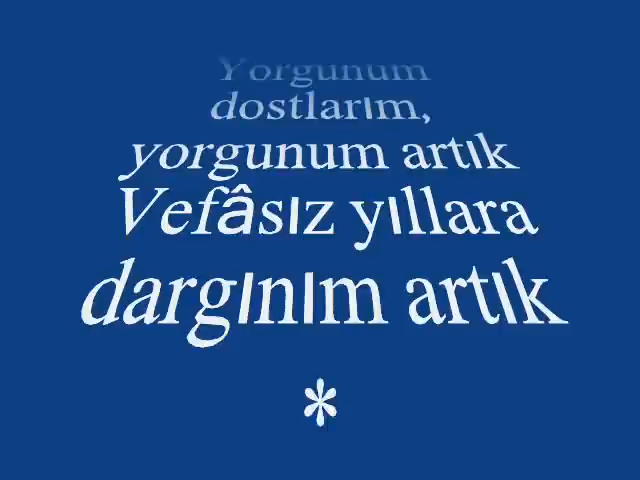 Yorgunum
dostlarım,
yorgunum artık
Vefâsız yıllara
dargınım artık
*